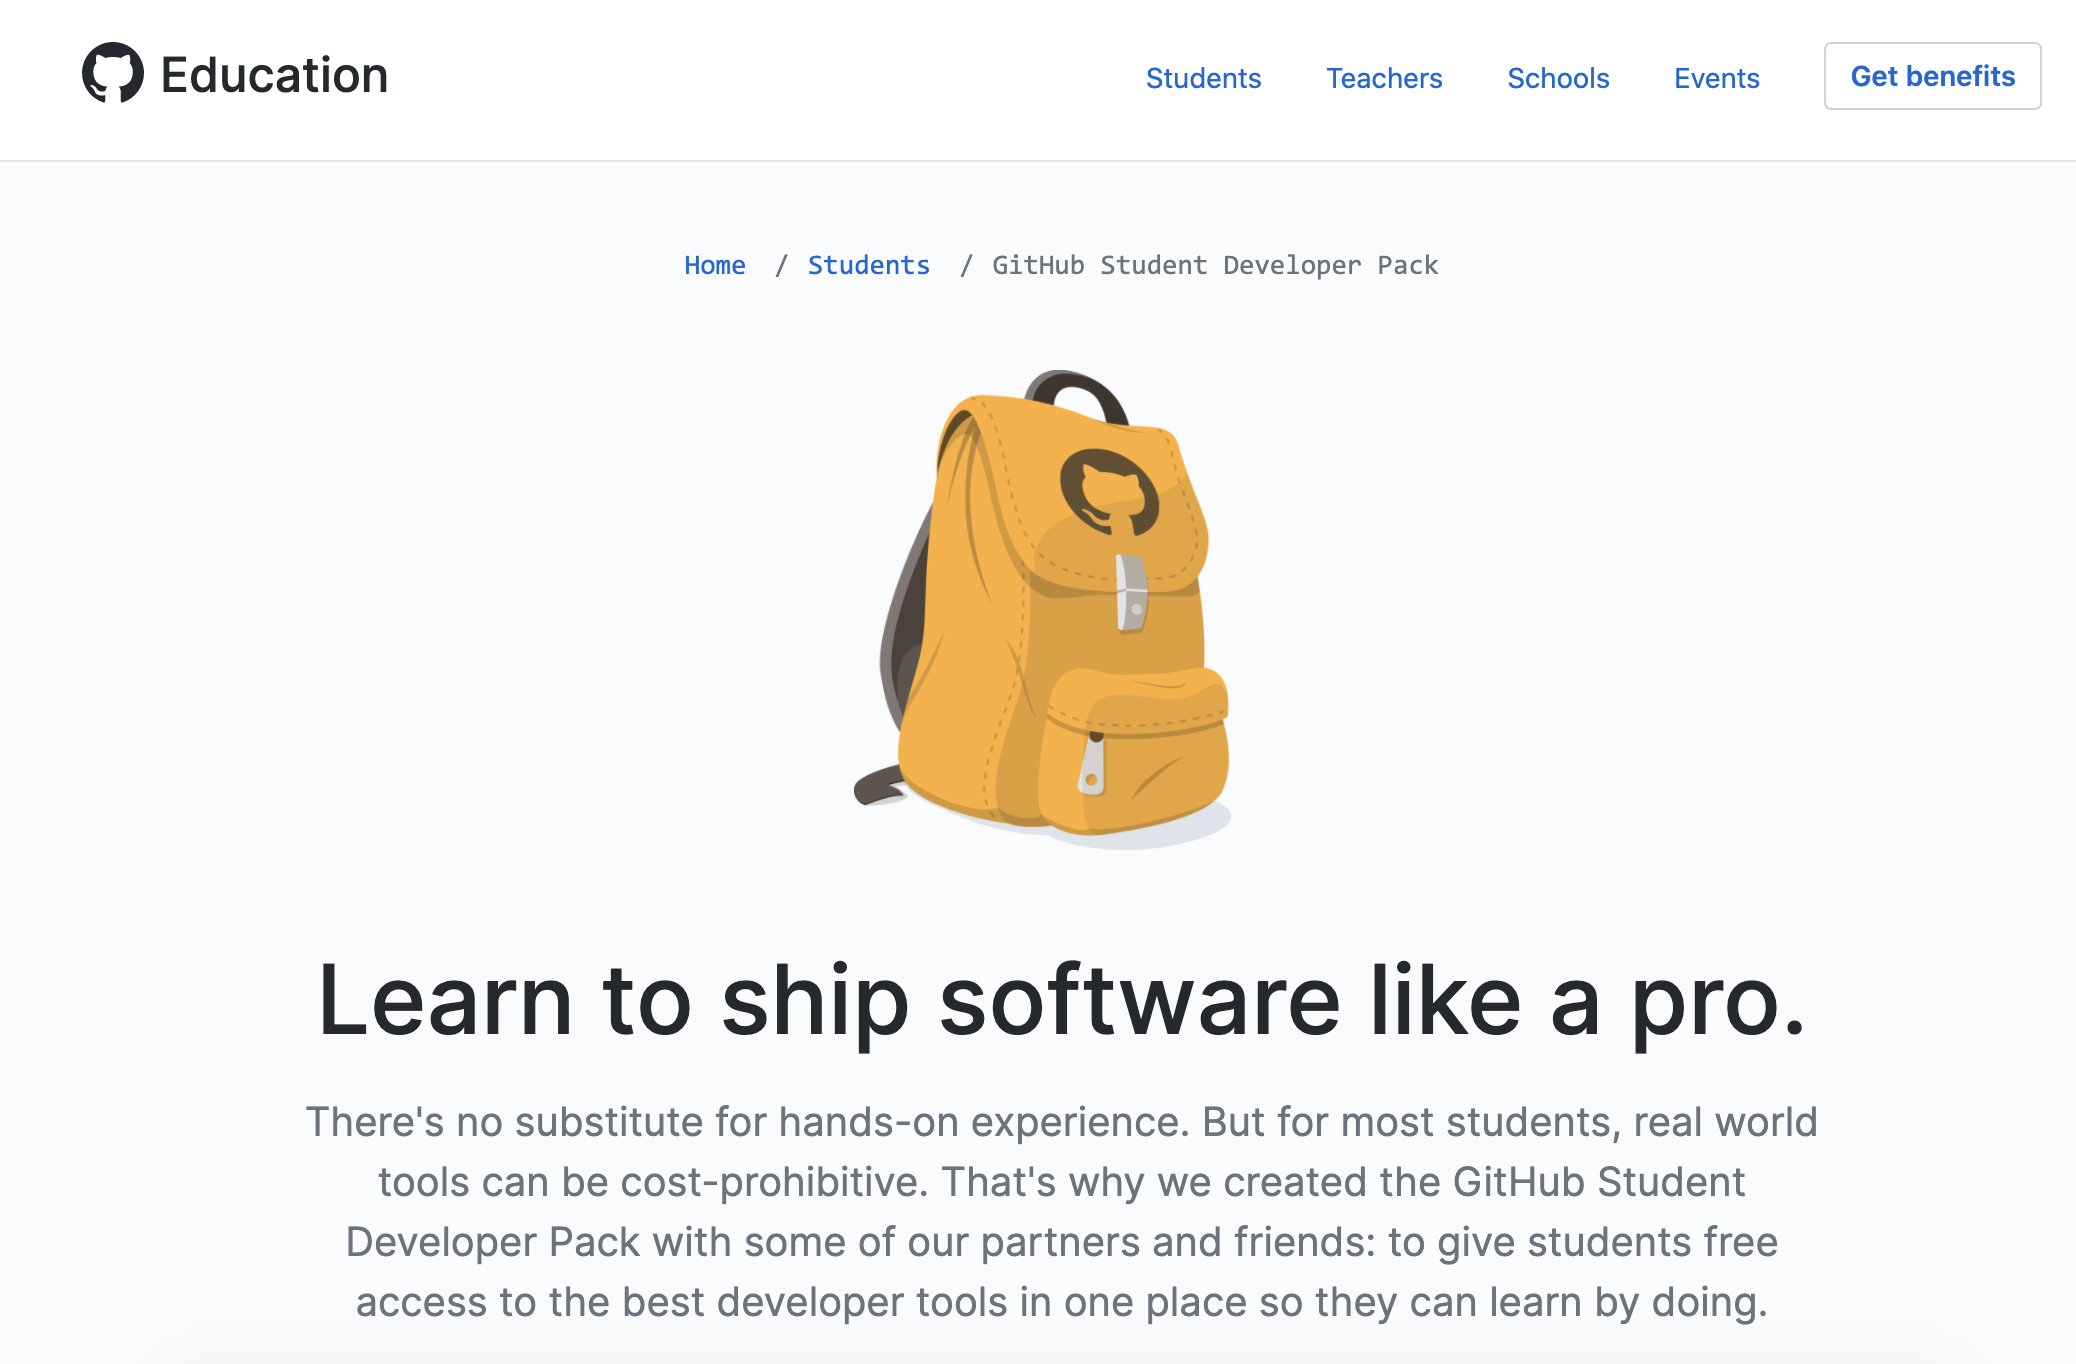 Education
Students Teachers Schools Events Get benefits
Home / Students / GitHub Student Developer Pack
Learn to ship software like a pro.
There's no substitute for hands-on experience. But for most students, real world
tools can be cost-prohibitive. That's why we created the GitHub Student
Developer Pack with some of our partners and friends: to give students free
access to the best developer tools in one place so they can learn by doing.